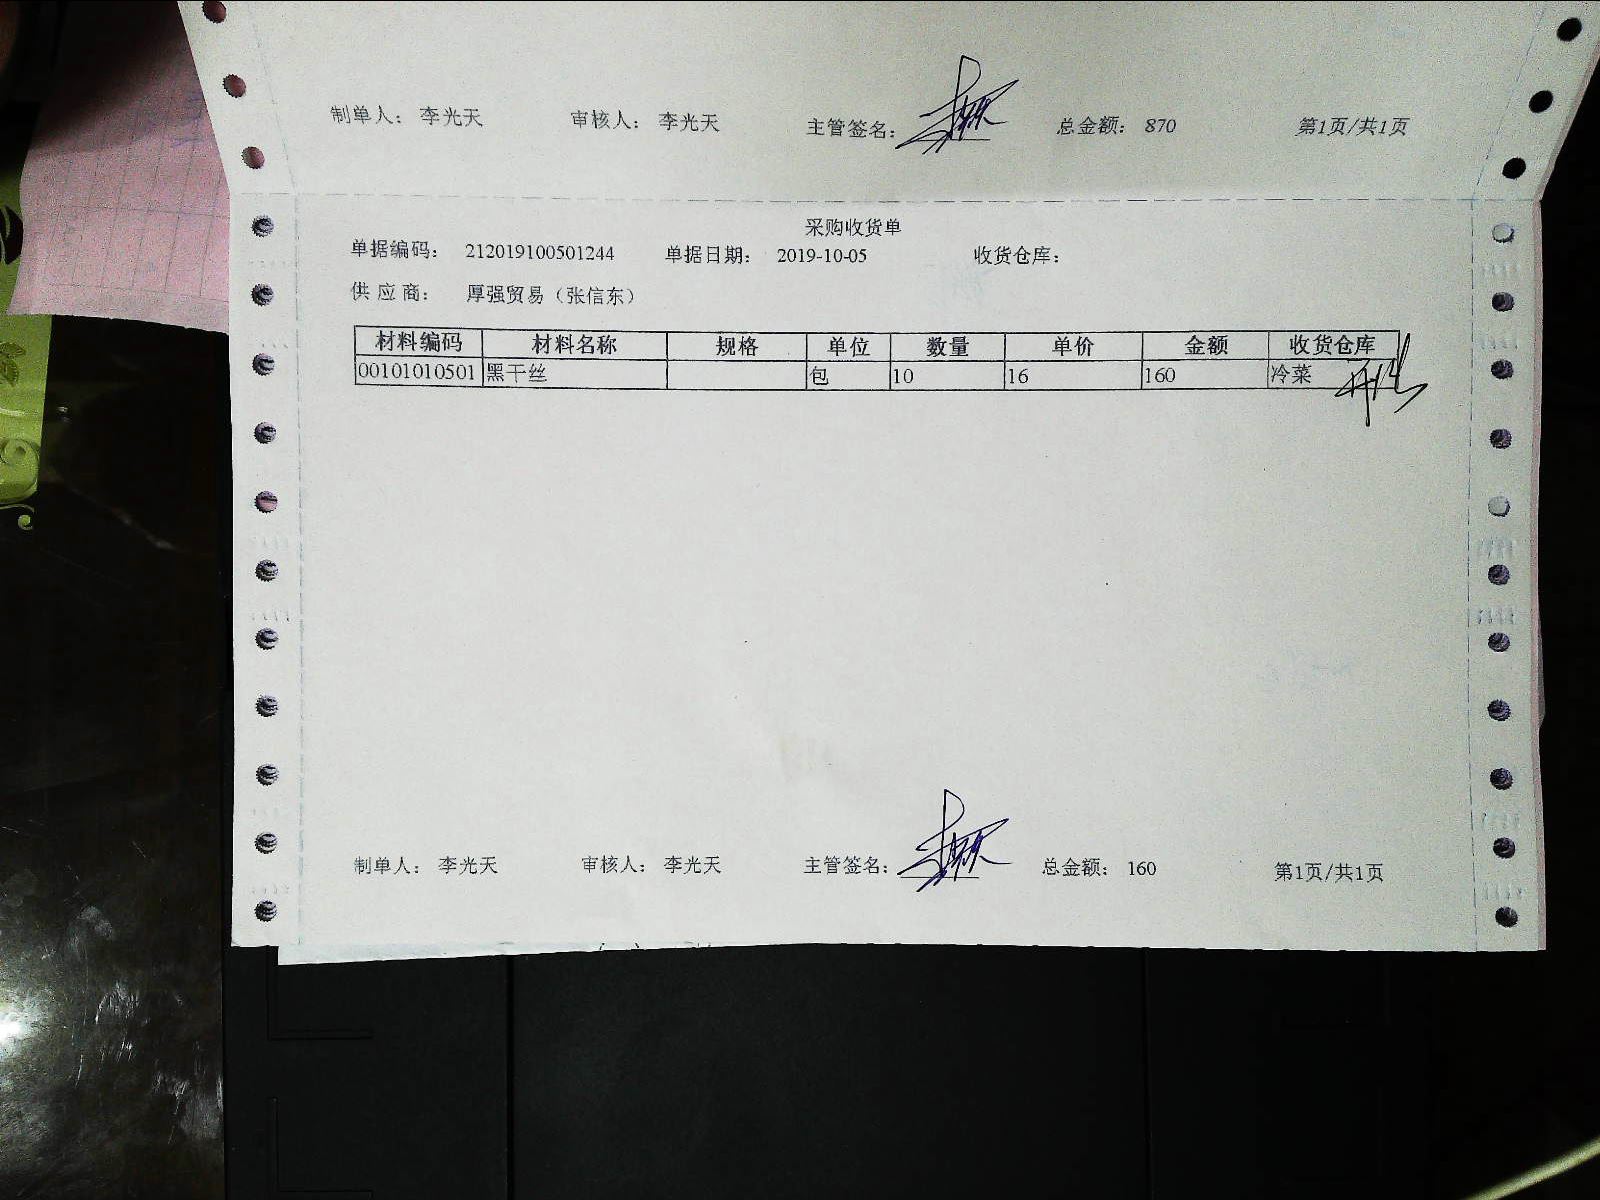 制单人： 李光天 审核人： 李光天 主管签名： 总金额： 870 第1页/共1页
采购收货单
单据编码： 212019100501244 单据日期： 2019-10-05 收货仓库：
供 应 商： 厚强贸易（张信东）
材料编码 材料名称 规格 单位 数量 单价 金额 收货仓库
00101010501 黑干丝 包 10 16 160 冷菜
制单人： 李光天 审核人： 李光天 主管签名： 总金额： 160 第1页/共1页